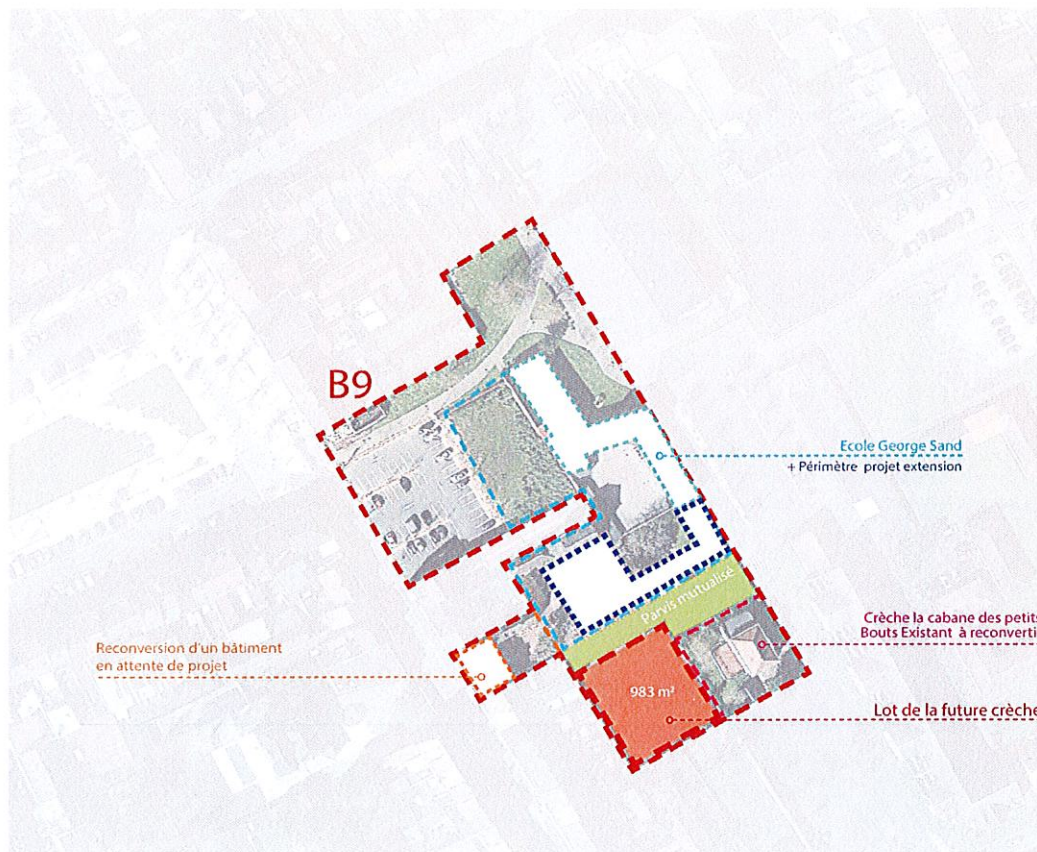 B9
Ecole George Sand
+ Périmètre projet extension
Parvis mutualisé
Crèche la cabane des petits
Bouts Existant à reconverti
Reconversion d'un bâtiment
en attente de projet
983 m²
Lot de la future crèche